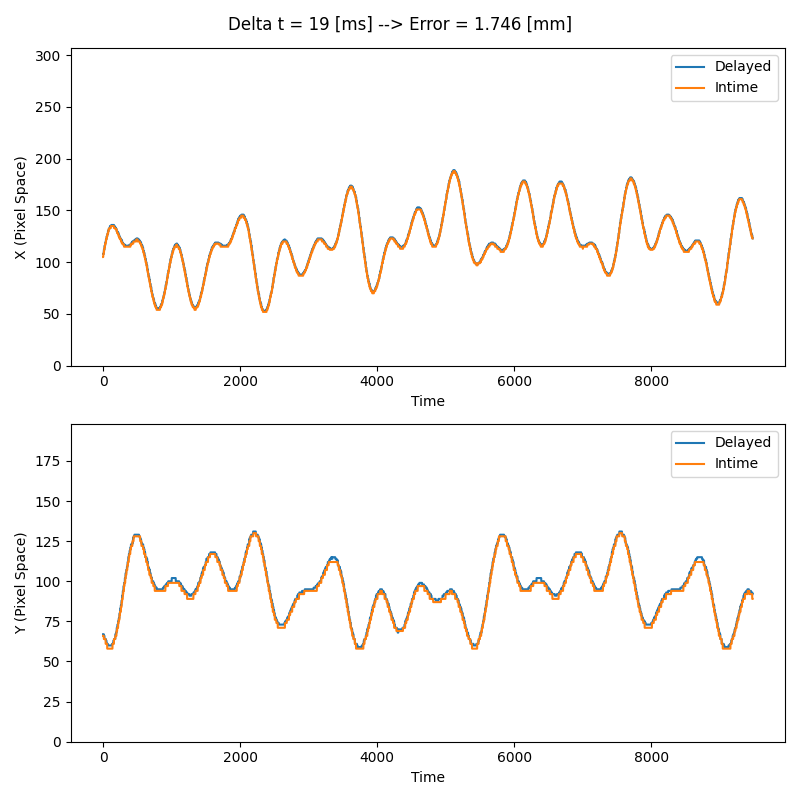 Delta t = 19 [ms] --> Error = 1.746 [mm]
300
250
200
150
100
50
0
X (Pixel Space)
Delayed
Intime
0 2000 4000 6000 8000
Time
175
150
125
100
75
50
25
0
Y (Pixel Space)
Delayed
Intime
0 2000 4000 6000 8000
Time